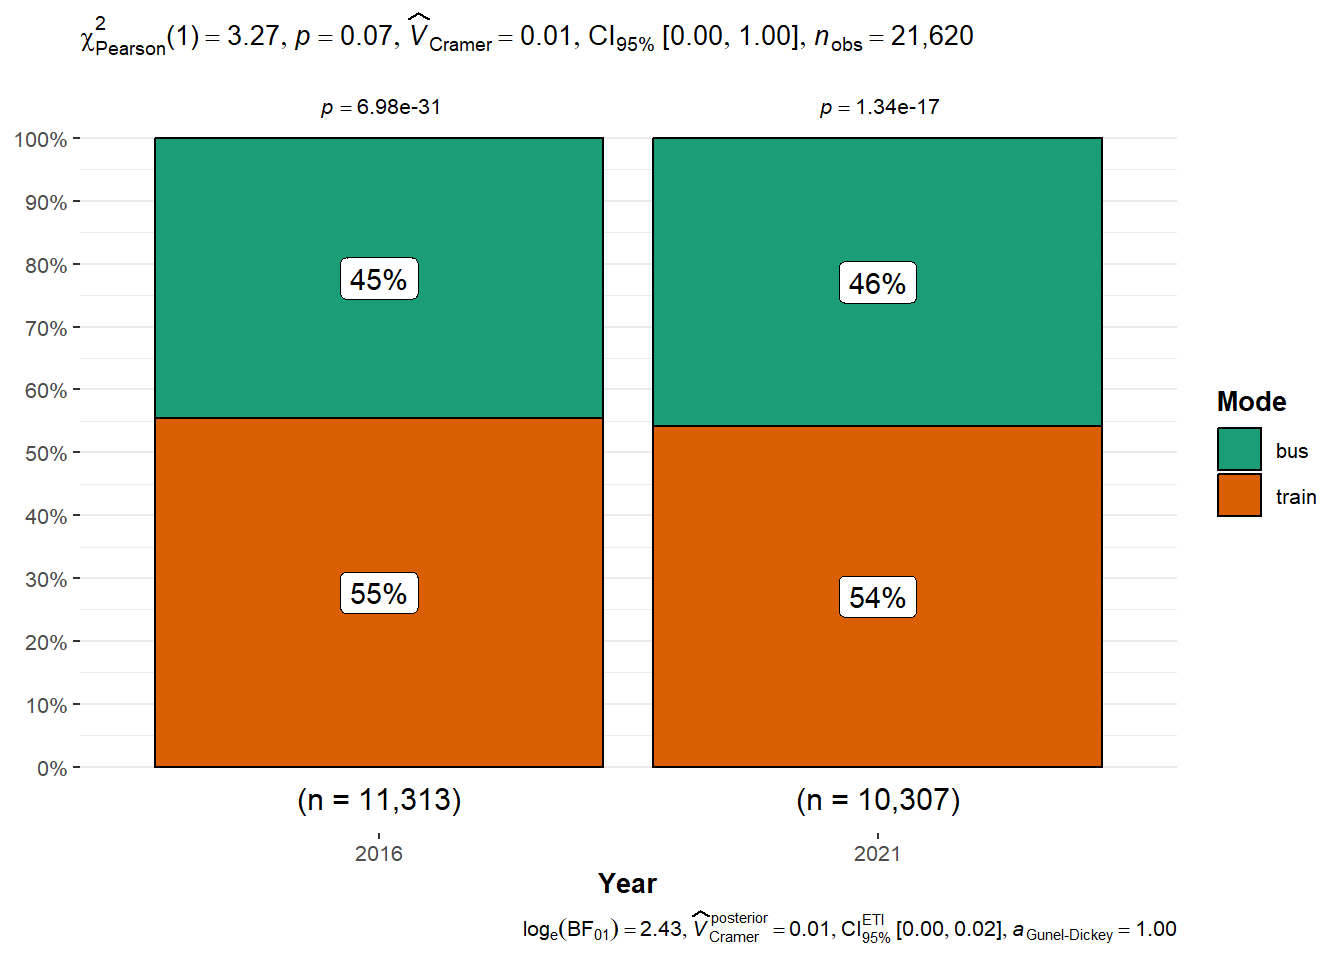 χ²Pearson(1) = 3.27, p = 0.07, V̂Cramer = 0.01, CI95% [0.00, 1.00], nobs = 21,620
p = 6.98e-31 p = 1.34e-17
100%
90%
80%
70%
60%
50%
40%
30%
20%
10%
0%
45% 46%
55% 54%
Mode
bus
train
(n = 11,313) (n = 10,307)
2016 2021
Year
loge(BF01) = 2.43, V̂Cramer posterior = 0.01, CI95% ETI [0.00, 0.02], aGunel-Dickey = 1.00